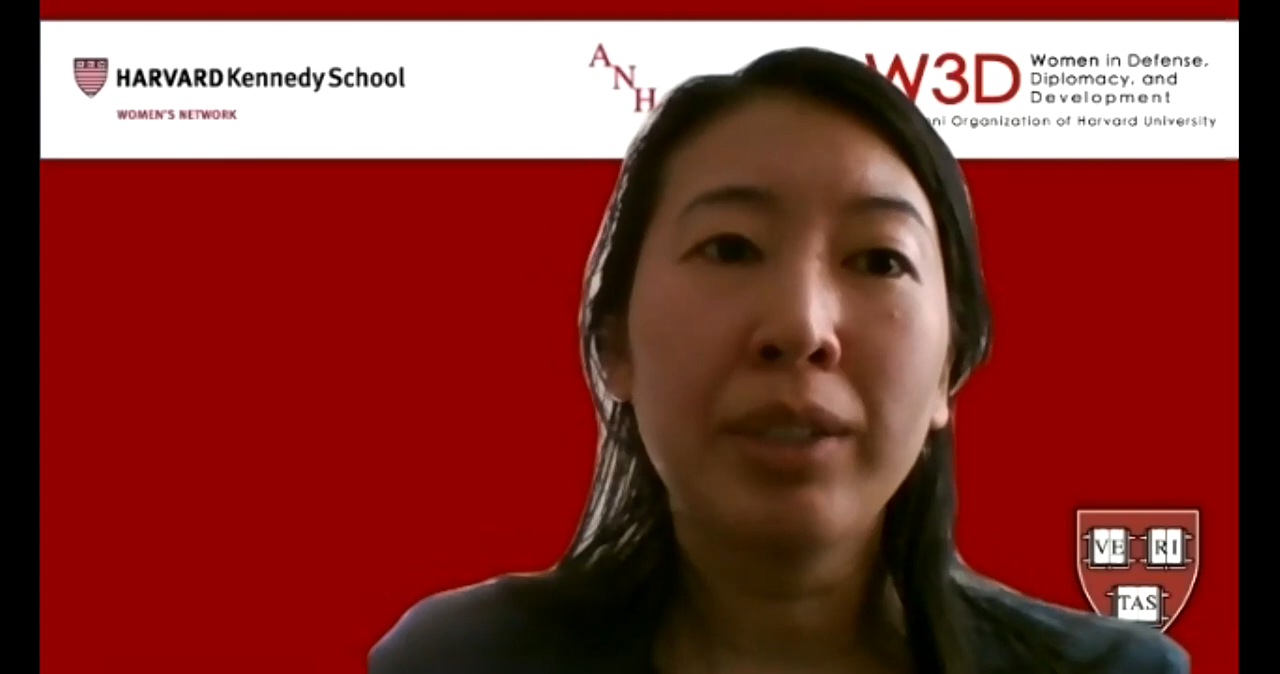 HARVARD Kennedy School
WOMEN'S NETWORK
A
N
H
W3D
Women in Defense,
Diplomacy, and
Development
Organization of Harvard University
VE RI
TAS